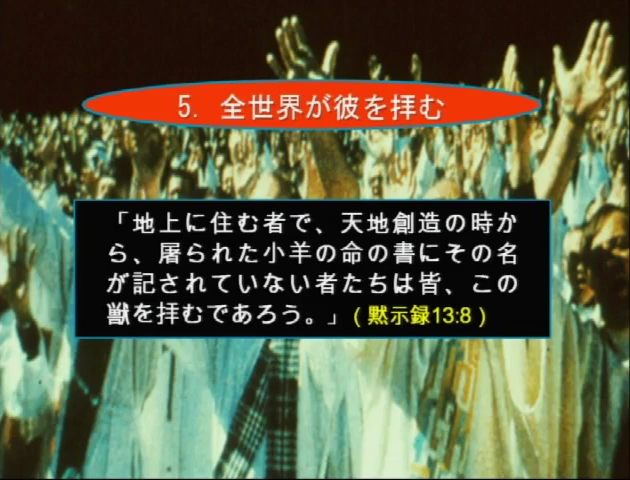 5. 全世界が彼を拝む
「地上に住む者で、天地創造の時か
ら、屠られた小羊の命の書にその名
が記されていない者たちは皆、この
獣を拝むであろう。」（黙示録13:8）